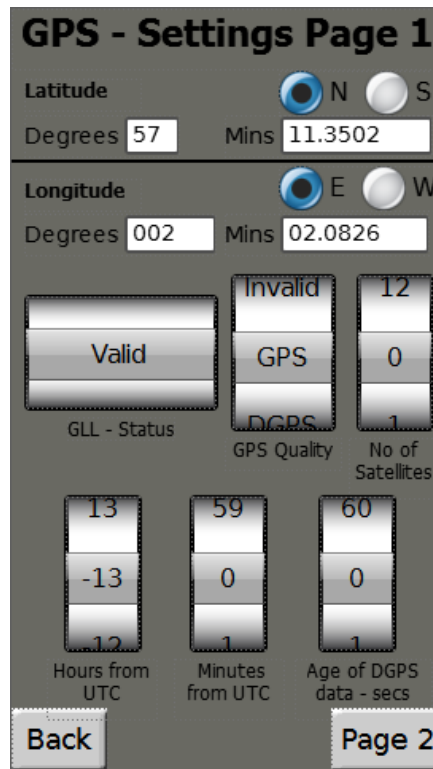 GPS - Settings Page 1
Latitude N S
Degrees 57 Mins 11.3502
Longitude E W
Degrees 002 Mins 02.0826
Invalid 12
Valid GPS 0
DGPS 1
GLL - Status
GPS Quality No of
Satellites
13 59 60
-13 0 0
-12 1 1
Hours from Minutes Age of DGPS
UTC from UTC data - secs
Back Page 2